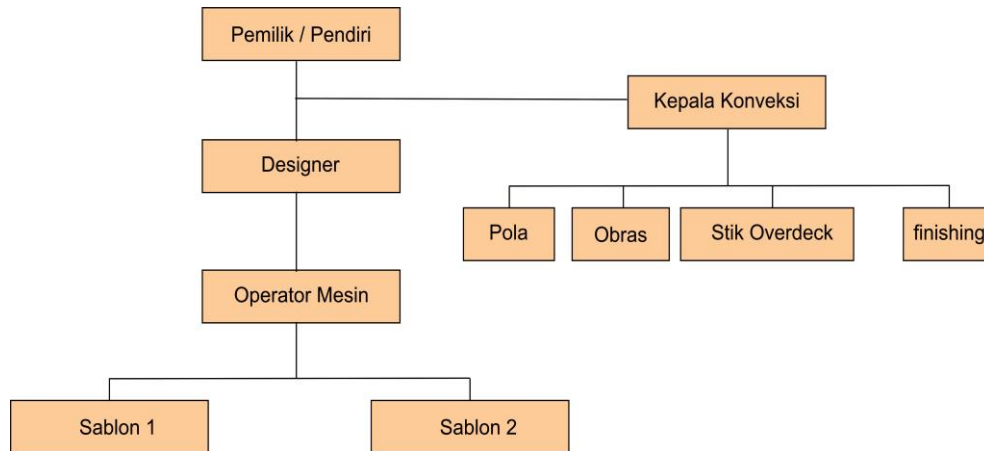 Pemilik / Pendiri
Kepala Konveksi
Designer
Pola
Obras
Stik Overdeck
finishing
Operator Mesin
Sablon 1
Sablon 2